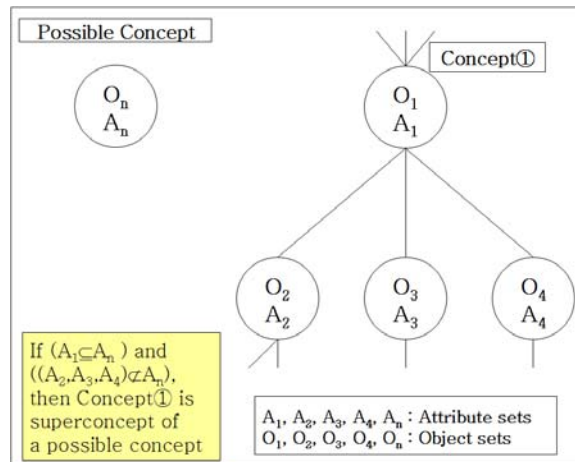 Possible Concept
Concept①
Oₙ
Aₙ
O₁
A₁
O₂
A₂
O₃
A₃
O₄
A₄
If (A₁⊆Aₙ ) and
((A₂,A₃,A₄)⊄Aₙ),
then Concept① is
superconcept of
a possible concept
A₁, A₂, A₃, A₄, Aₙ : Attribute sets
O₁, O₂, O₃, O₄, Oₙ : Object sets